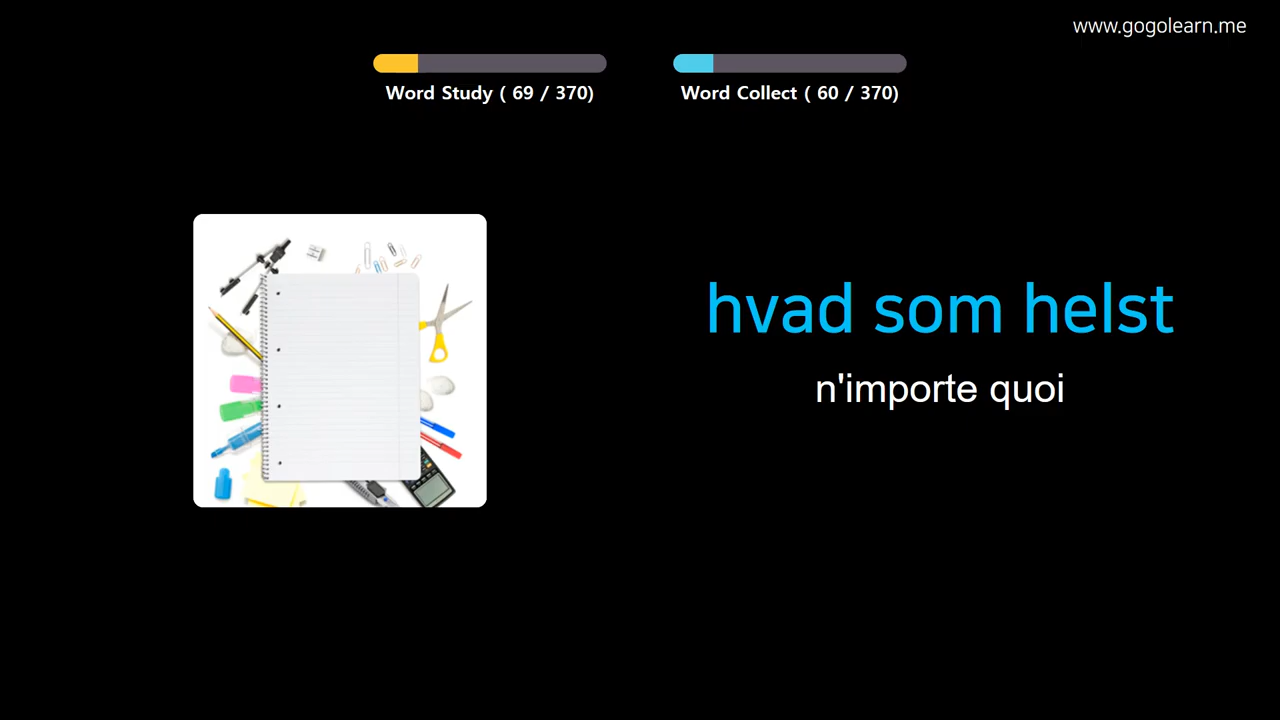 www.gogolearn.me
Word Study ( 69 / 370)
Word Collect ( 60 / 370)
hvad som helst
n'importe quoi